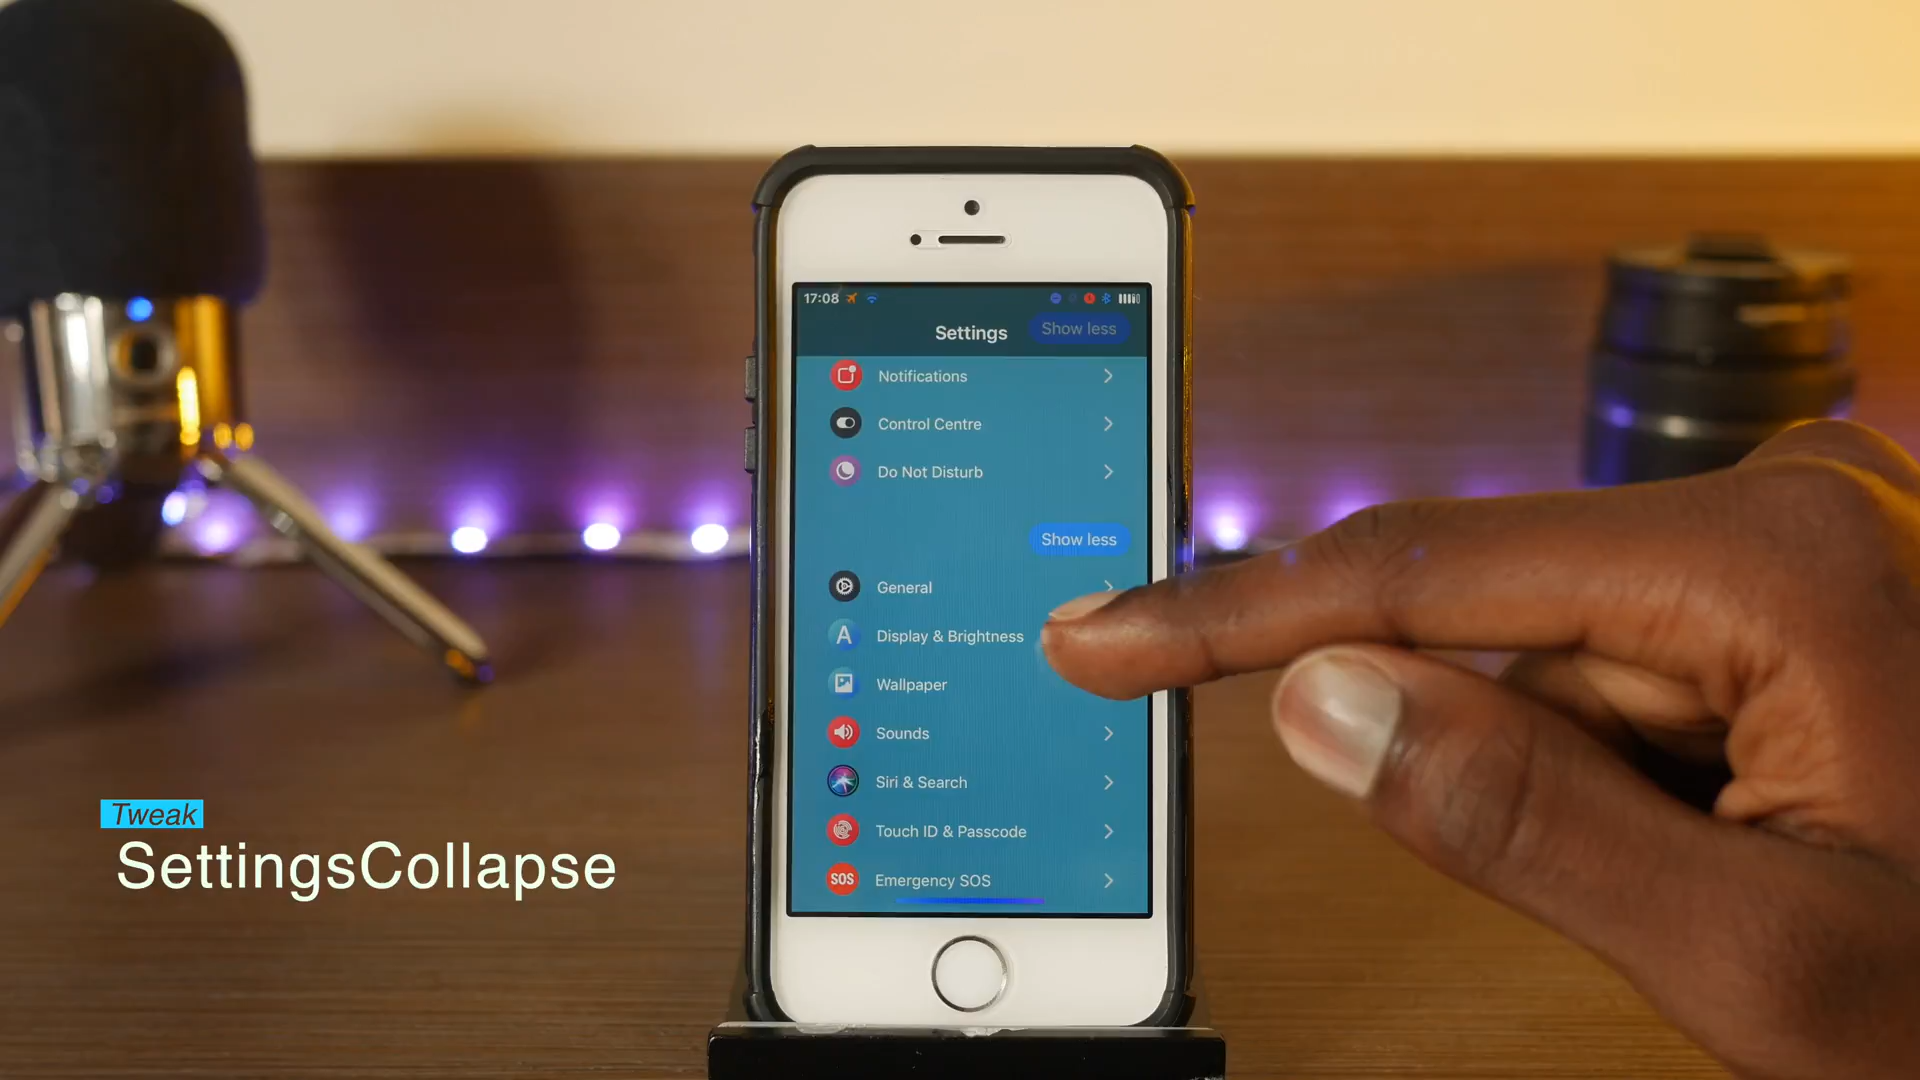 17:08
Settings
Show less
Notifications
Control Centre
Do Not Disturb
Show less
General
Display & Brightness
Wallpaper
Sounds
Siri & Search
Touch ID & Passcode
SOS
Emergency SOS
Tweak
SettingsCollapse